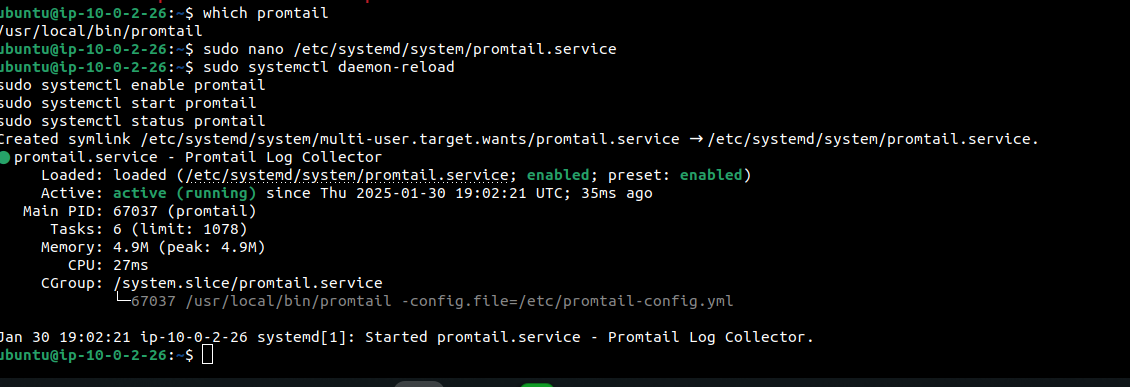 ubuntu@ip-10-0-2-26:~$ which promtail
/usr/local/bin/promtail
ubuntu@ip-10-0-2-26:~$ sudo nano /etc/systemd/system/promtail.service
ubuntu@ip-10-0-2-26:~$ sudo systemctl daemon-reload
sudo systemctl enable promtail
sudo systemctl start promtail
sudo systemctl status promtail
Created symlink /etc/systemd/system/multi-user.target.wants/promtail.service → /etc/systemd/system/promtail.service.
● promtail.service - Promtail Log Collector
Loaded: loaded (/etc/systemd/system/promtail.service; enabled; preset: enabled)
Active: active (running) since Thu 2025-01-30 19:02:21 UTC; 35ms ago
Main PID: 67037 (promtail)
Tasks: 6 (limit: 1078)
Memory: 4.9M (peak: 4.9M)
CPU: 27ms
CGroup: /system.slice/promtail.service
└─67037 /usr/local/bin/promtail -config.file=/etc/promtail-config.yml
Jan 30 19:02:21 ip-10-0-2-26 systemd[1]: Started promtail.service - Promtail Log Collector.
ubuntu@ip-10-0-2-26:~$